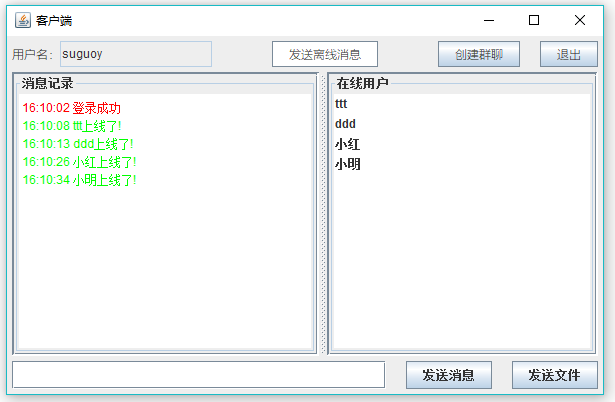 客户端
用户名： suguoy 发送离线消息 创建群聊 退出
消息记录
16:10:02 登录成功
16:10:08 ttt上线了!
16:10:13 ddd上线了!
16:10:26 小红上线了!
16:10:34 小明上线了!
在线用户
ttt
ddd
小红
小明
发送消息 发送文件